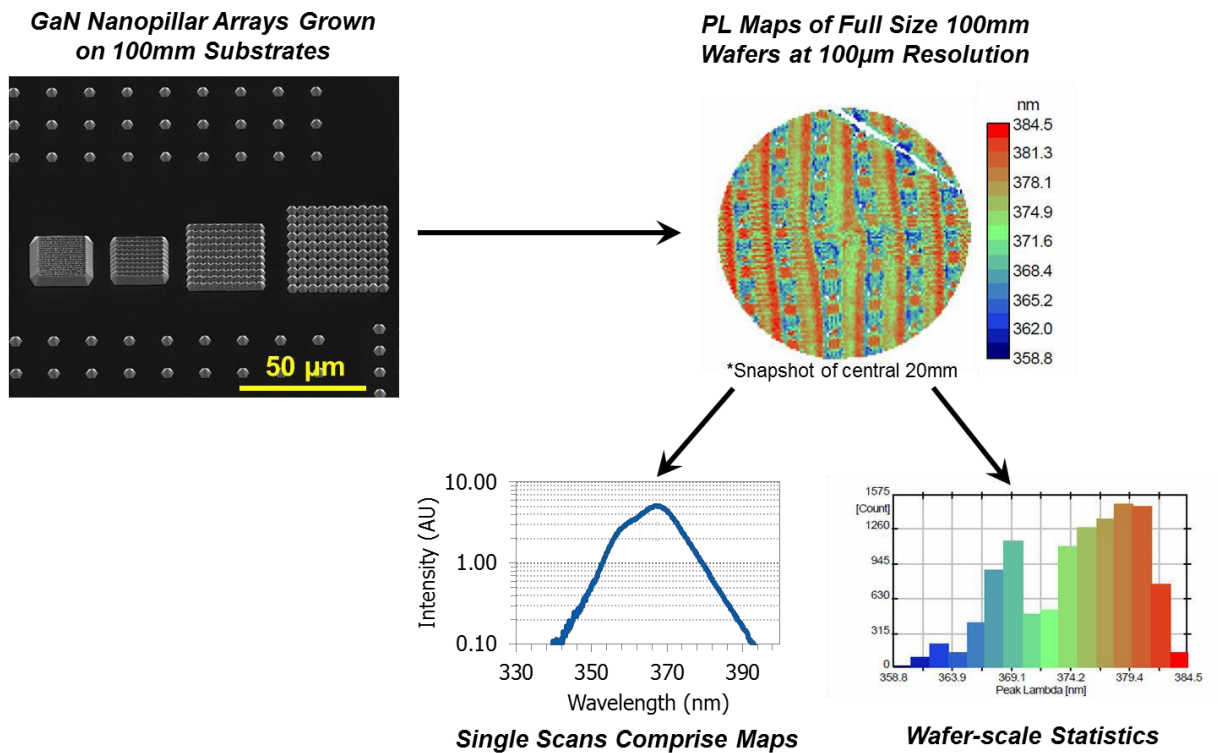 GaN Nanopillar Arrays Grown
on 100mm Substrates
50 µm
PL Maps of Full Size 100mm
Wafers at 100µm Resolution
nm
384.5
381.3
378.1
374.9
371.6
368.4
365.2
362.0
358.8
*Snapshot of central 20mm
Intensity (AU)
10.00
1.00
0.10
330 350 370 390
Wavelength (nm)
Single Scans Comprise Maps
1575
[Count]
1260
945
630
315
0
358.8 363.9 369.1 374.2 379.4 384.5
Peak Lambda [nm]
Wafer-scale Statistics